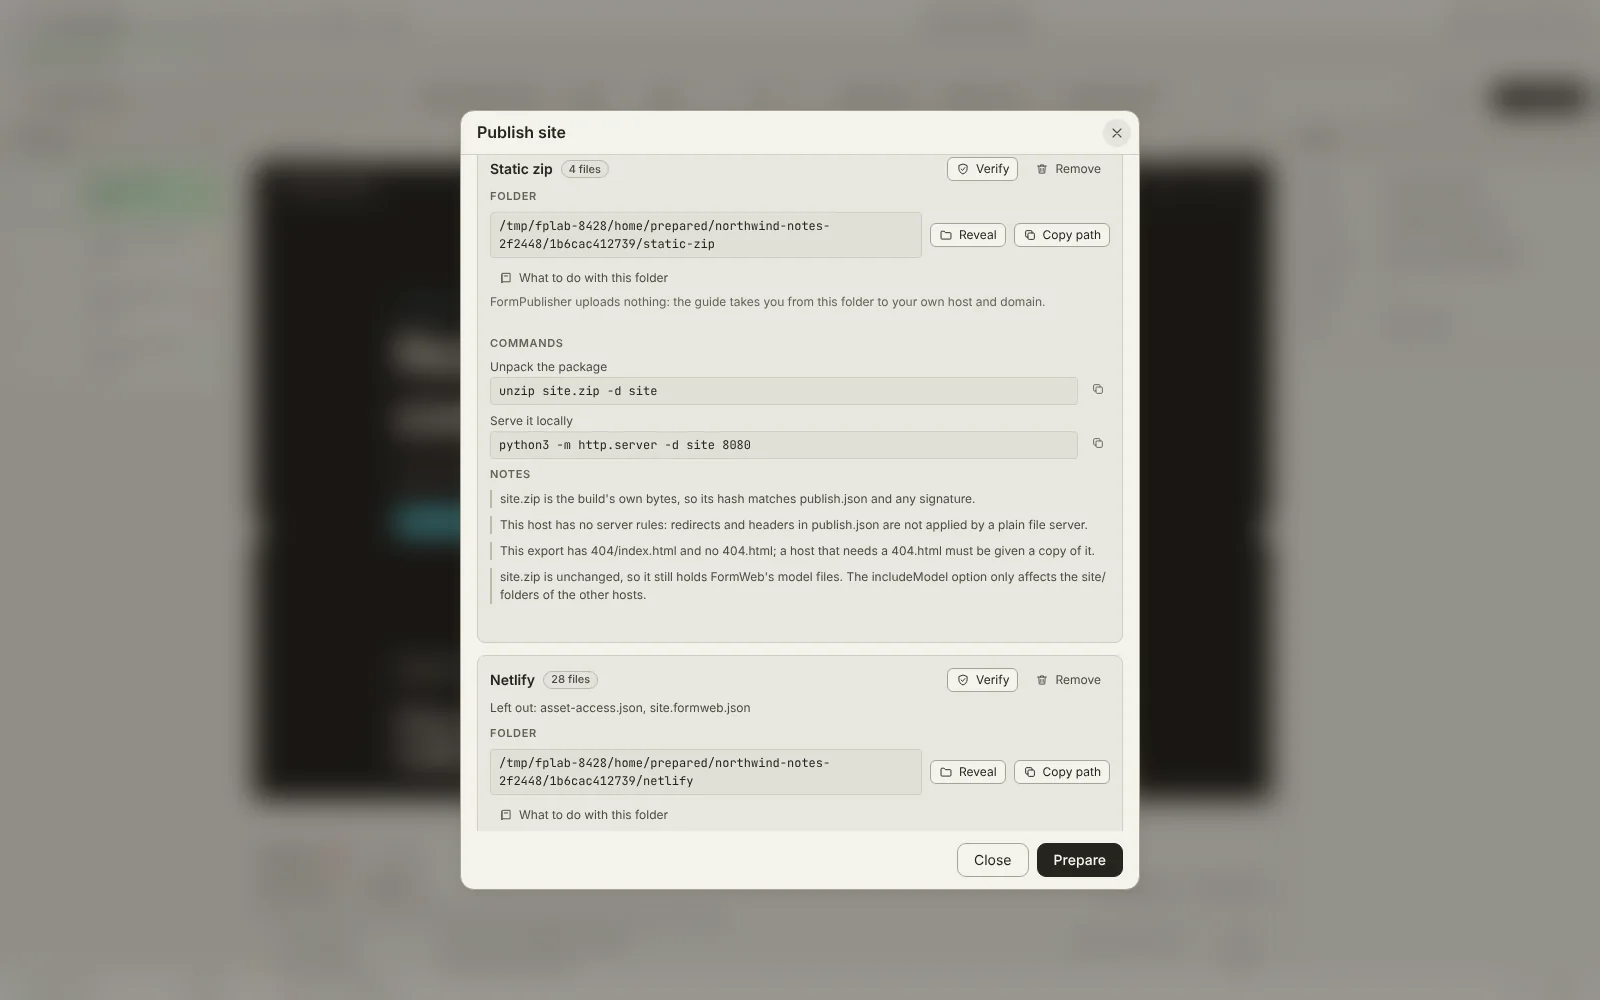 Publish site
Static zip
4 files
Verify
Remove
FOLDER
/tmp/fplab-8428/home/prepared/northwind-notes-
2f2448/1b6cac412739/static-zip
Reveal
Copy path
What to do with this folder
FormPublisher uploads nothing: the guide takes you from this folder to your own host and domain.
COMMANDS
Unpack the package
unzip site.zip -d site
Serve it locally
python3 -m http.server -d site 8080
NOTES
site.zip is the build's own bytes, so its hash matches publish.json and any signature.
This host has no server rules: redirects and headers in publish.json are not applied by a plain file server.
This export has 404/index.html and no 404.html; a host that needs a 404.html must be given a copy of it.
site.zip is unchanged, so it still holds FormWeb's model files. The includeModel option only affects the site/
folders of the other hosts.
Netlify
28 files
Verify
Remove
Left out: asset-access.json, site.formweb.json
FOLDER
/tmp/fplab-8428/home/prepared/northwind-notes-
2f2448/1b6cac412739/netlify
Reveal
Copy path
What to do with this folder
Close
Prepare